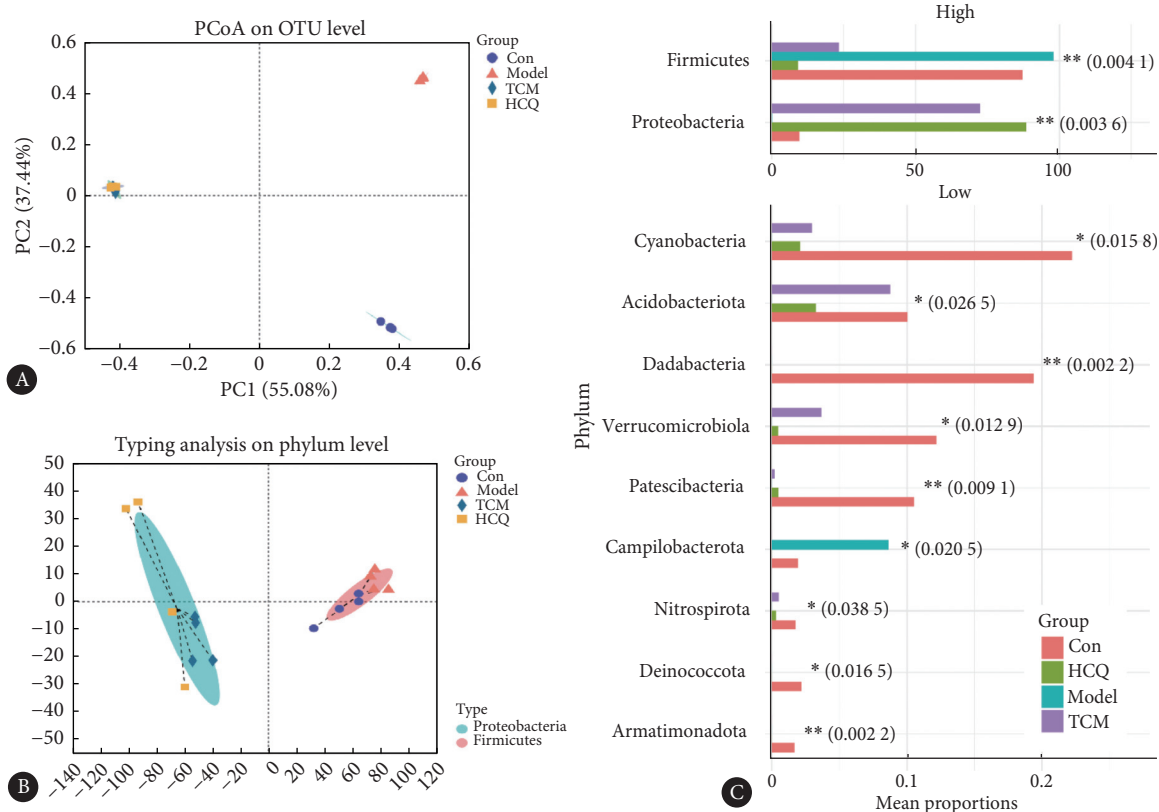 PCoA on OTU level
0.6
0.4
0.2
0
−0.2
−0.4
−0.6
PC2 (37.44%)
−0.4
−0.2
0
0.2
0.4
0.6
PC1 (55.08%)
Group
Con
Model
TCM
HCQ
A
Typing analysis on phylum level
50
40
30
20
10
0
−10
−20
−30
−40
−50
−140
−120
−100
−80
−60
−40
−20
0
20
40
60
80
100
120
Group
Con
Model
TCM
HCQ
Type
Proteobacteria
Firmicutes
B
High
Firmicutes
** (0.004 1)
Proteobacteria
** (0.003 6)
0
50
100
Low
Phylum
Cyanobacteria
* (0.015 8)
Acidobacteriota
* (0.026 5)
Dadabacteria
** (0.002 2)
Verrucomicrobiola
* (0.012 9)
Patescibacteria
** (0.009 1)
Campilobacterota
* (0.020 5)
Nitrospirota
* (0.038 5)
Deinococcota
* (0.016 5)
Armatimonadota
** (0.002 2)
Group
Con
HCQ
Model
TCM
0
0.1
0.2
Mean proportions
C